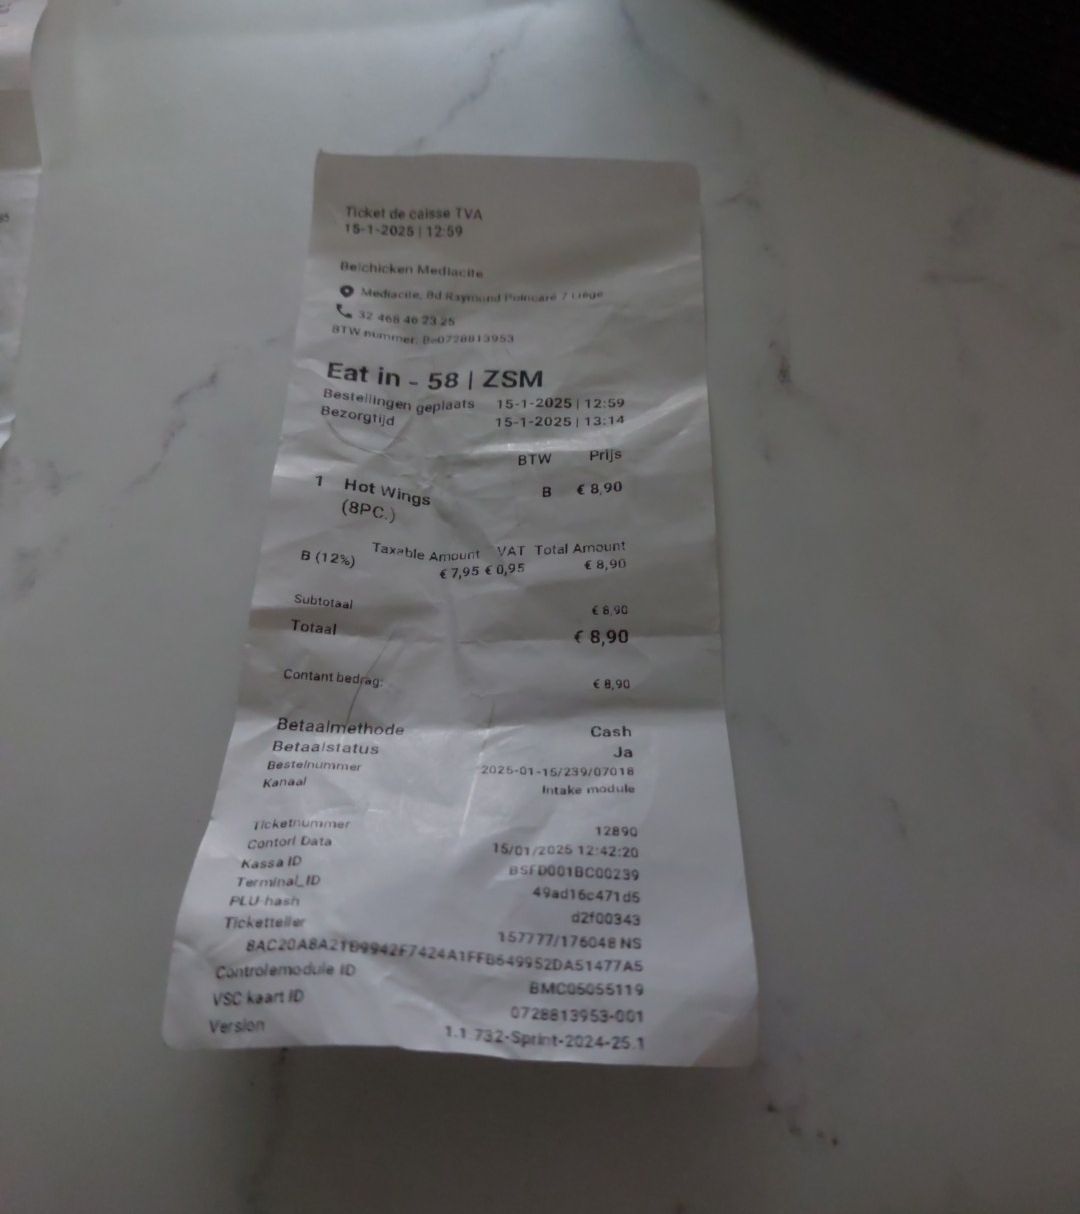 Ticket de caisse TVA
15-1-2025 | 12:59
Belchicken Mediacite
Mediacite, Bd Raymond Poincaré 7 Liège
32 468 46 23 25
BTW nummer: Be0728813953
Eat in - 58 | ZSM
Bestellingen geplaats 15-1-2025 | 12:59
Bezorgtijd 15-1-2025 | 13:14
BTW Prijs
1 Hot Wings B € 8,90
(8PC.)
Taxable Amount VAT Total Amount
B (12%) € 7,95 € 0,95 € 8,90
Subtotaal € 8,90
Totaal € 8,90
Contant bedrag: € 8,90
Betaalmethode Cash
Betaalstatus Ja
Bestelnummer 2025-01-15/239/07018
Kanaal Intake module
Ticketnummer 12890
Contorl Data 15/01/2025 12:42:20
Kassa ID BSFD001BC00239
Terminal_ID 49ad16c471d5
PLU-hash d2f00343
Ticketteller 157777/176048 NS
Controlemodule ID BMC05055119
VSC kaart ID 0728813953-001
Version 1.1.732-Sprint-2024-25.1